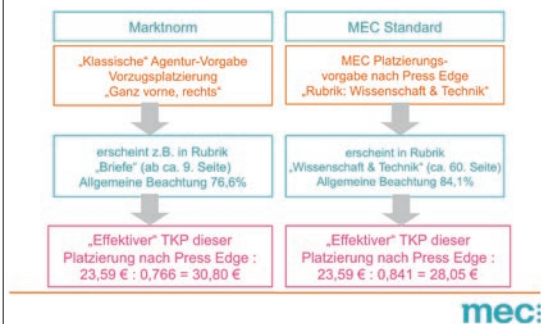 Marktnorm
„Klassische“ Agentur-Vorgabe
Vorzugsplatzierung
„Ganz vorne, rechts“
erscheint z.B. in Rubrik
„Briefe“ (ab ca. 9. Seite)
Allgemeine Beachtung 76,6%
„Effektiver“ TKP dieser
Platzierung nach Press Edge :
23,59 € : 0,766 = 30,80 €
MEC Standard
MEC Platzierungs-
vorgabe nach Press Edge
„Rubrik: Wissenschaft & Technik“
erscheint in Rubrik
„Wissenschaft & Technik“ (ca. 60. Seite)
Allgemeine Beachtung 84,1%
„Effektiver“ TKP dieser
Platzierung nach Press Edge :
23,59 € : 0,841 = 28,05 €
mec: